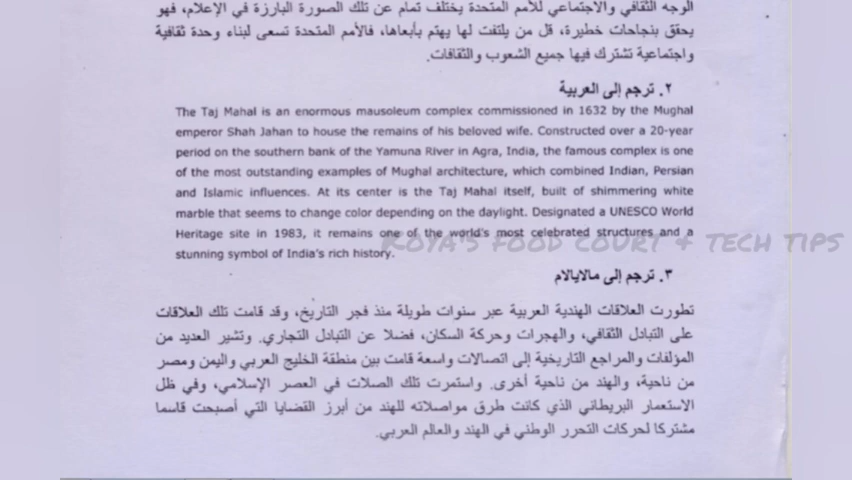 الوجه الثقافي والاجتماعي للأمم المتحدة يختلف تمام عن تلك الصورة البارزة في الإعلام، فهو
يحقق بنجاحات خطيرة، قل من يلتفت لها يهتم بأبعاها، فالأمم المتحدة تسعى لبناء وحدة ثقافية
واجتماعية تشترك فيها جميع الشعوب والثقافات.
٢. ترجم إلى العربية
The Taj Mahal is an enormous mausoleum complex commissioned in 1632 by the Mughal
emperor Shah Jahan to house the remains of his beloved wife. Constructed over a 20-year
period on the southern bank of the Yamuna River in Agra, India, the famous complex is one
of the most outstanding examples of Mughal architecture, which combined Indian, Persian
and Islamic influences. At its center is the Taj Mahal itself, built of shimmering white
marble that seems to change color depending on the daylight. Designated a UNESCO World
Heritage site in 1983, it remains one of the world's most celebrated structures and a
stunning symbol of India's rich history.
ROYA'S FOOD COURT & TECH TIPS
٣. ترجم إلى مالايالام
تطورت العلاقات الهندية العربية عبر سنوات طويلة منذ فجر التاريخ، وقد قامت تلك العلاقات
على التبادل الثقافي، والهجرات وحركة السكان، فضلا عن التبادل التجاري. وتشير العديد من
المؤلفات والمراجع التاريخية إلى اتصالات واسعة قامت بين منطقة الخليج العربي واليمن ومصر
من ناحية، والهند من ناحية أخرى. واستمرت تلك الصلات في العصر الإسلامي، وفي ظل
الاستعمار البريطاني الذي كانت طرق مواصلاته للهند من أبرز القضايا التي أصبحت قاسما
مشتركا لحركات التحرر الوطني في الهند والعالم العربي.